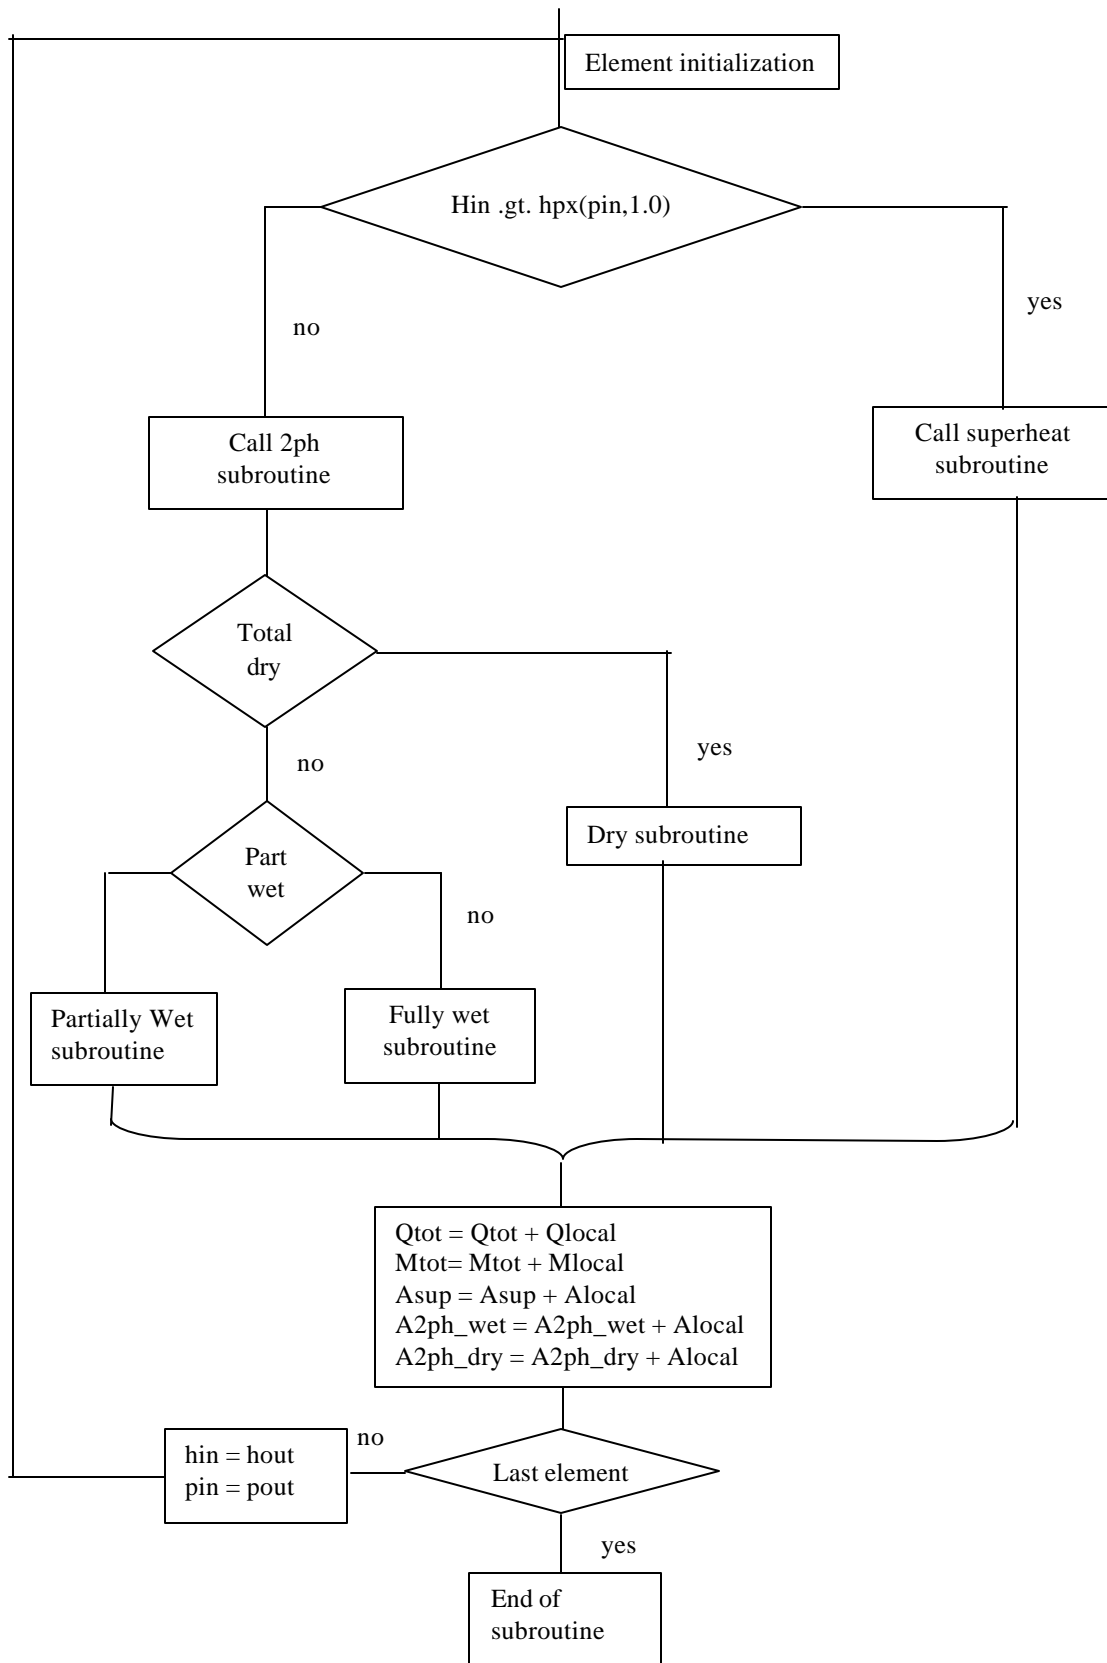 Element initialization
Hin .gt. hpx(pin,1.0)
no
yes
Call 2ph
subroutine
Call superheat
subroutine
Total
dry
no
yes
Part
wet
Dry subroutine
no
Partially Wet
subroutine
Fully wet
subroutine
Qtot = Qtot + Qlocal
Mtot= Mtot + Mlocal
Asup = Asup + Alocal
A2ph_wet = A2ph_wet + Alocal
A2ph_dry = A2ph_dry + Alocal
hin = hout
pin = pout
no
Last element
yes
End of
subroutine